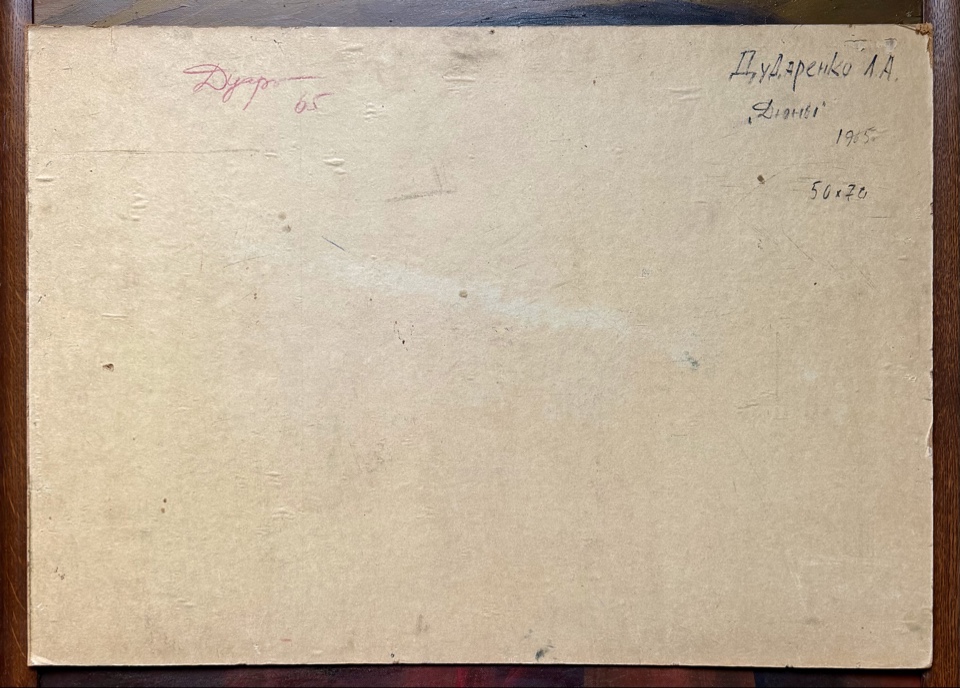 Дудар
65
Дударенко Л.А.
„Дюны"
1965
50x70